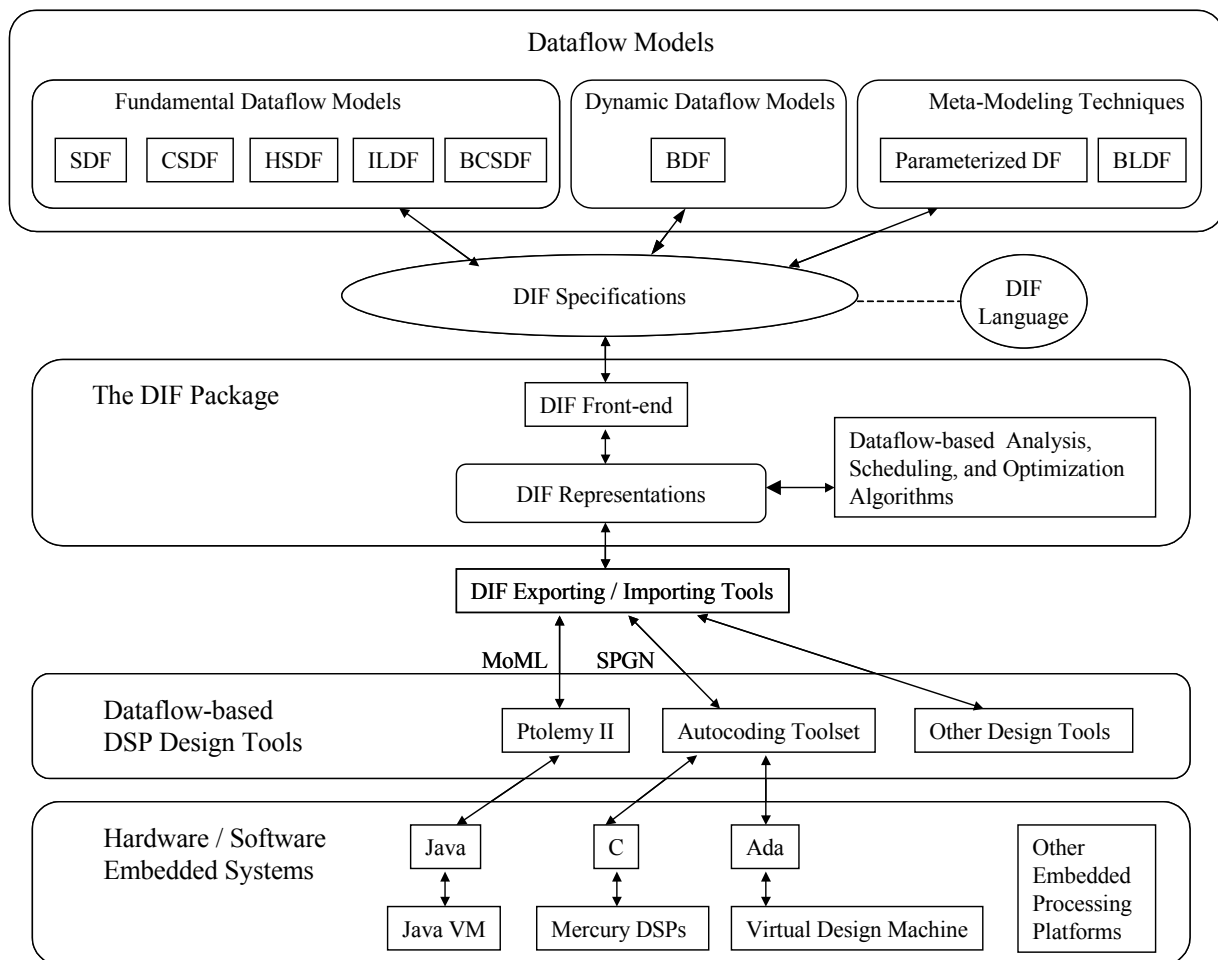 Dataflow Models
Fundamental Dataflow Models
SDF
CSDF
HSDF
ILDF
BCSDF
Dynamic Dataflow Models
BDF
Meta-Modeling Techniques
Parameterized DF
BLDF
DIF Specifications
DIF
Language
The DIF Package
DIF Front-end
DIF Representations
Dataflow-based Analysis,
Scheduling, and Optimization
Algorithms
DIF Exporting / Importing Tools
MoML
SPGN
Dataflow-based
DSP Design Tools
Ptolemy II
Autocoding Toolset
Other Design Tools
Hardware / Software
Embedded Systems
Java
C
Ada
Java VM
Mercury DSPs
Virtual Design Machine
Other
Embedded
Processing
Platforms